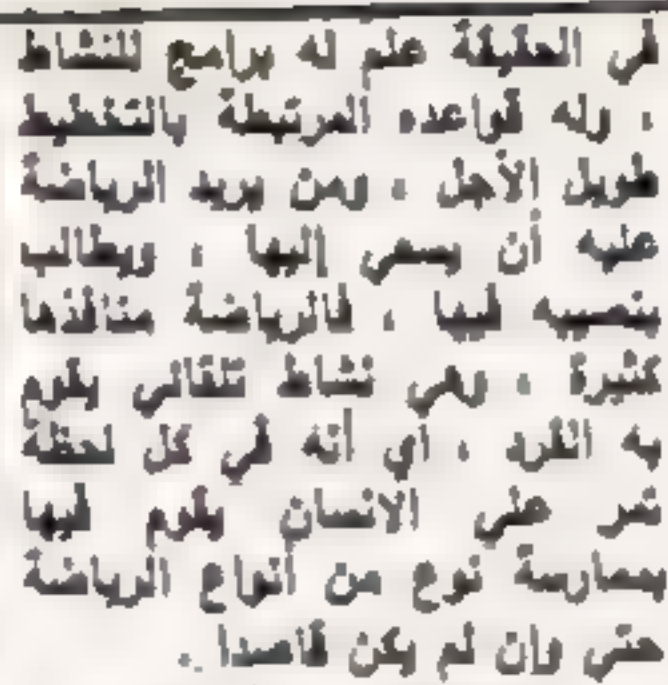 في الحقيقة علم له برامج للنشاط
، وله قواعده المرتبطة بالتخطيط
طويل الأجل ، ومن يريد الرياضة
عليه أن يسعى إليها ، ويطالب
بنصيبه فيها ، فالرياضة منافذها
كثيرة ، وهي نشاط تلقائي يقوم
به الفرد ، اي أنه في كل لحظة
تمر على الانسان يقوم فيها
بممارسة نوع من أنواع الرياضة
حتى وان لم يكن قاصدا ..